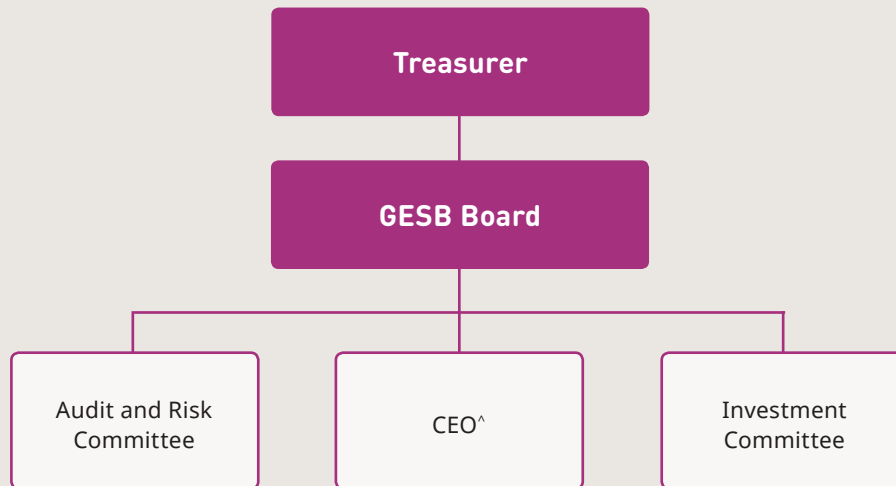 Treasurer
GESB Board
Audit and Risk
Committee
CEO^
Investment
Committee